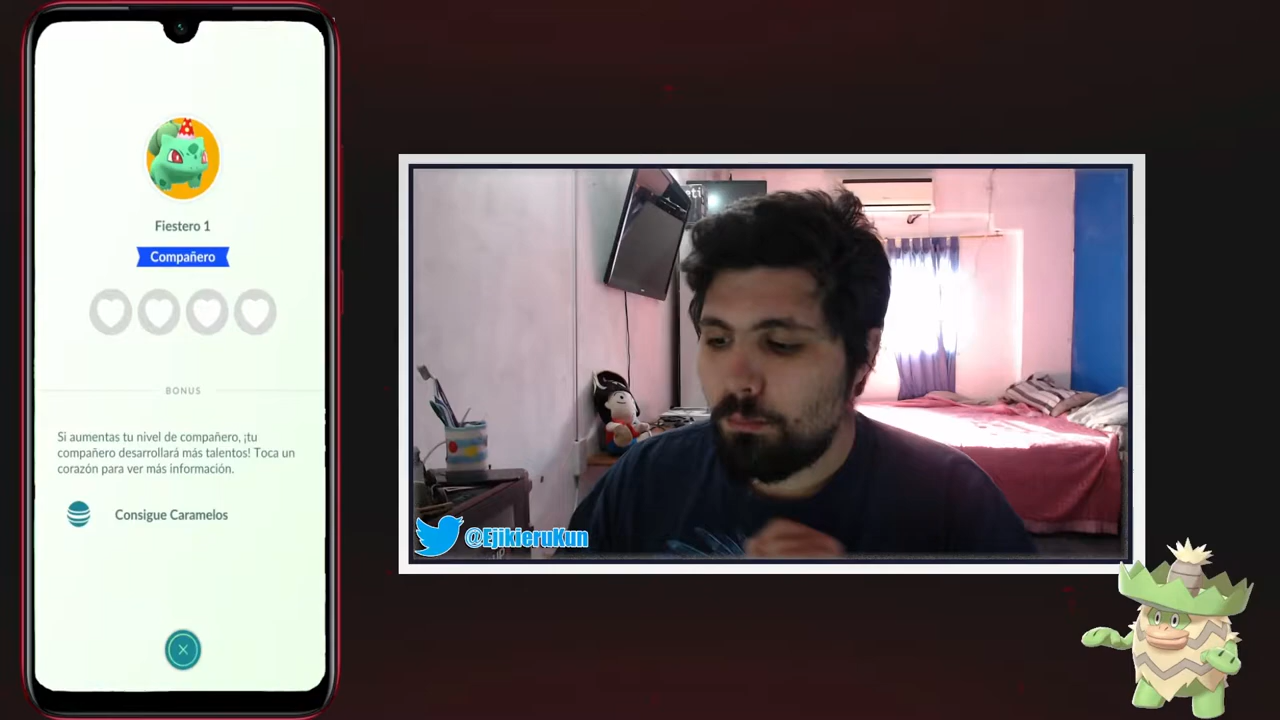 Fiestero 1
Compañero
BONUS
Si aumentas tu nivel de compañero, ¡tu
compañero desarrollará más talentos! Toca un
corazón para ver más información.
Consigue Caramelos
@EjikieruKun